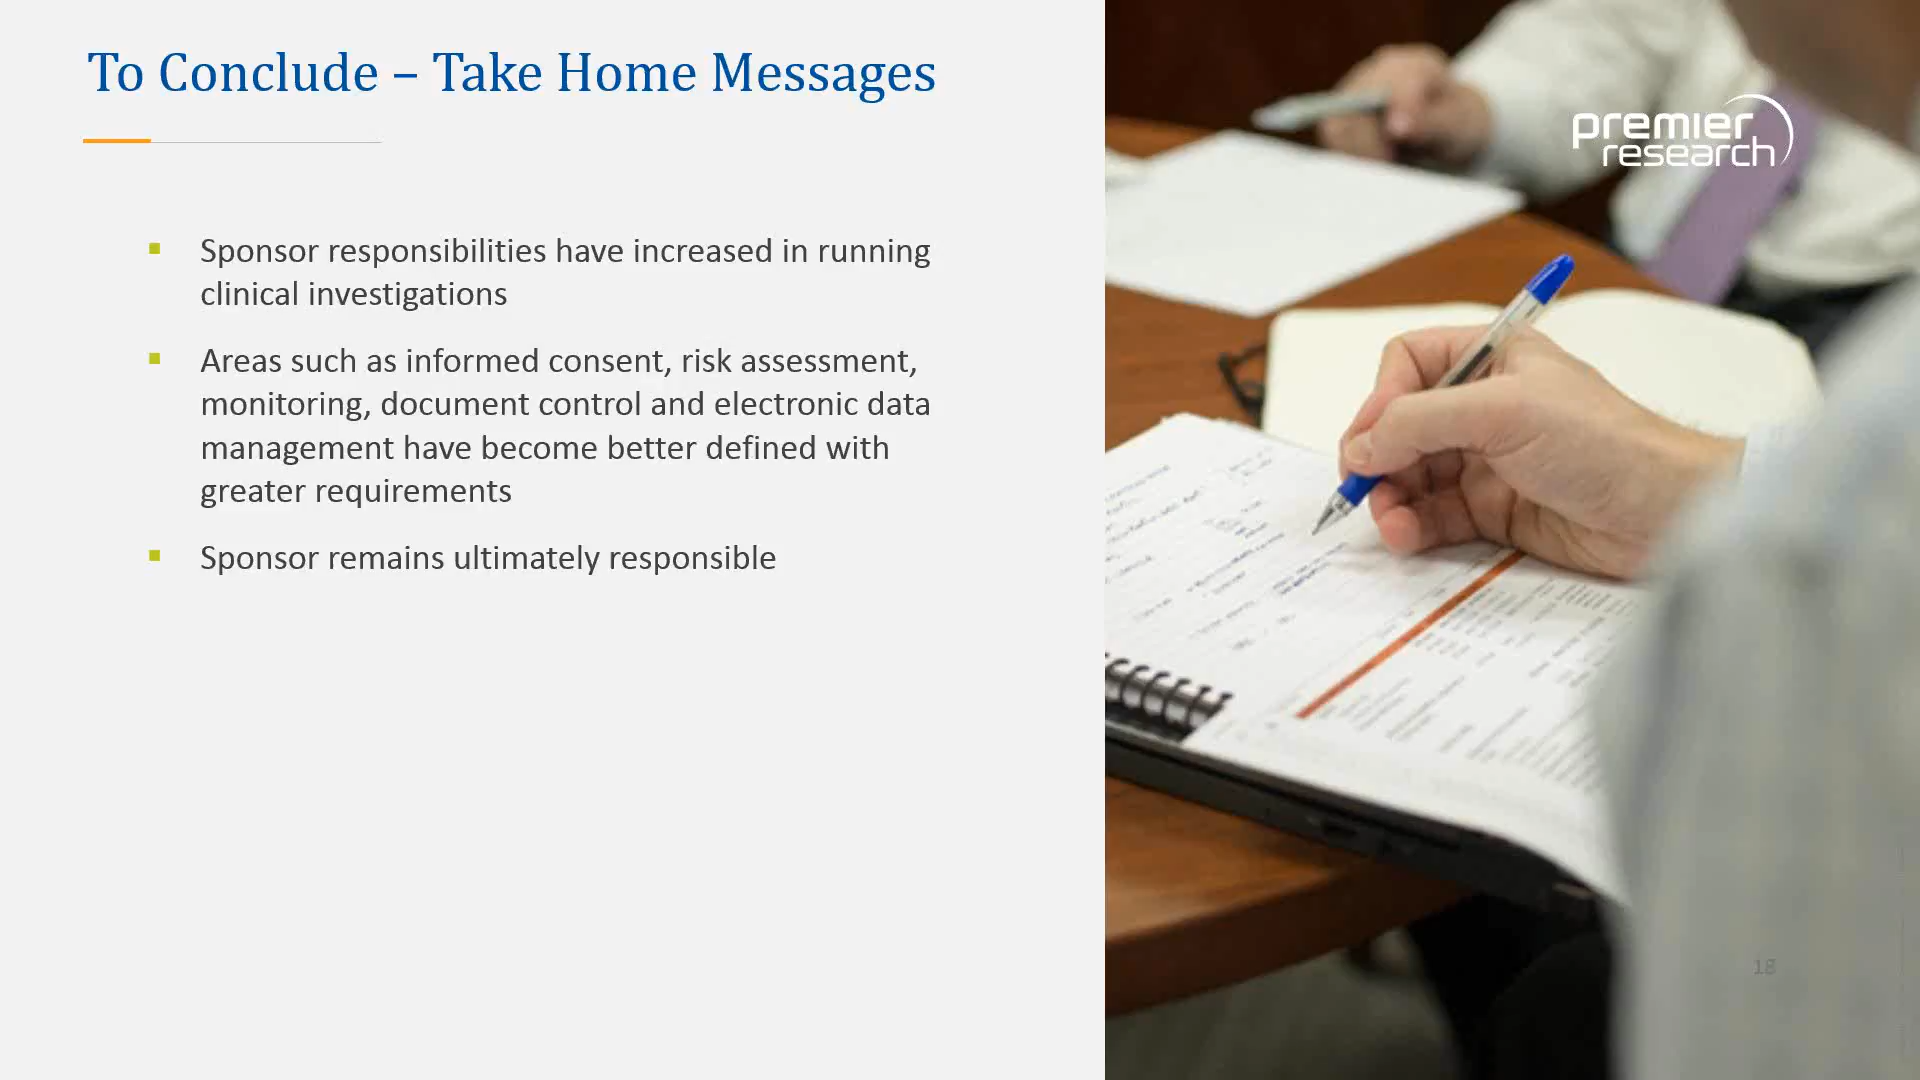 To Conclude – Take Home Messages
premier
research
Sponsor responsibilities have increased in running
clinical investigations
Areas such as informed consent, risk assessment,
monitoring, document control and electronic data
management have become better defined with
greater requirements
Sponsor remains ultimately responsible
18